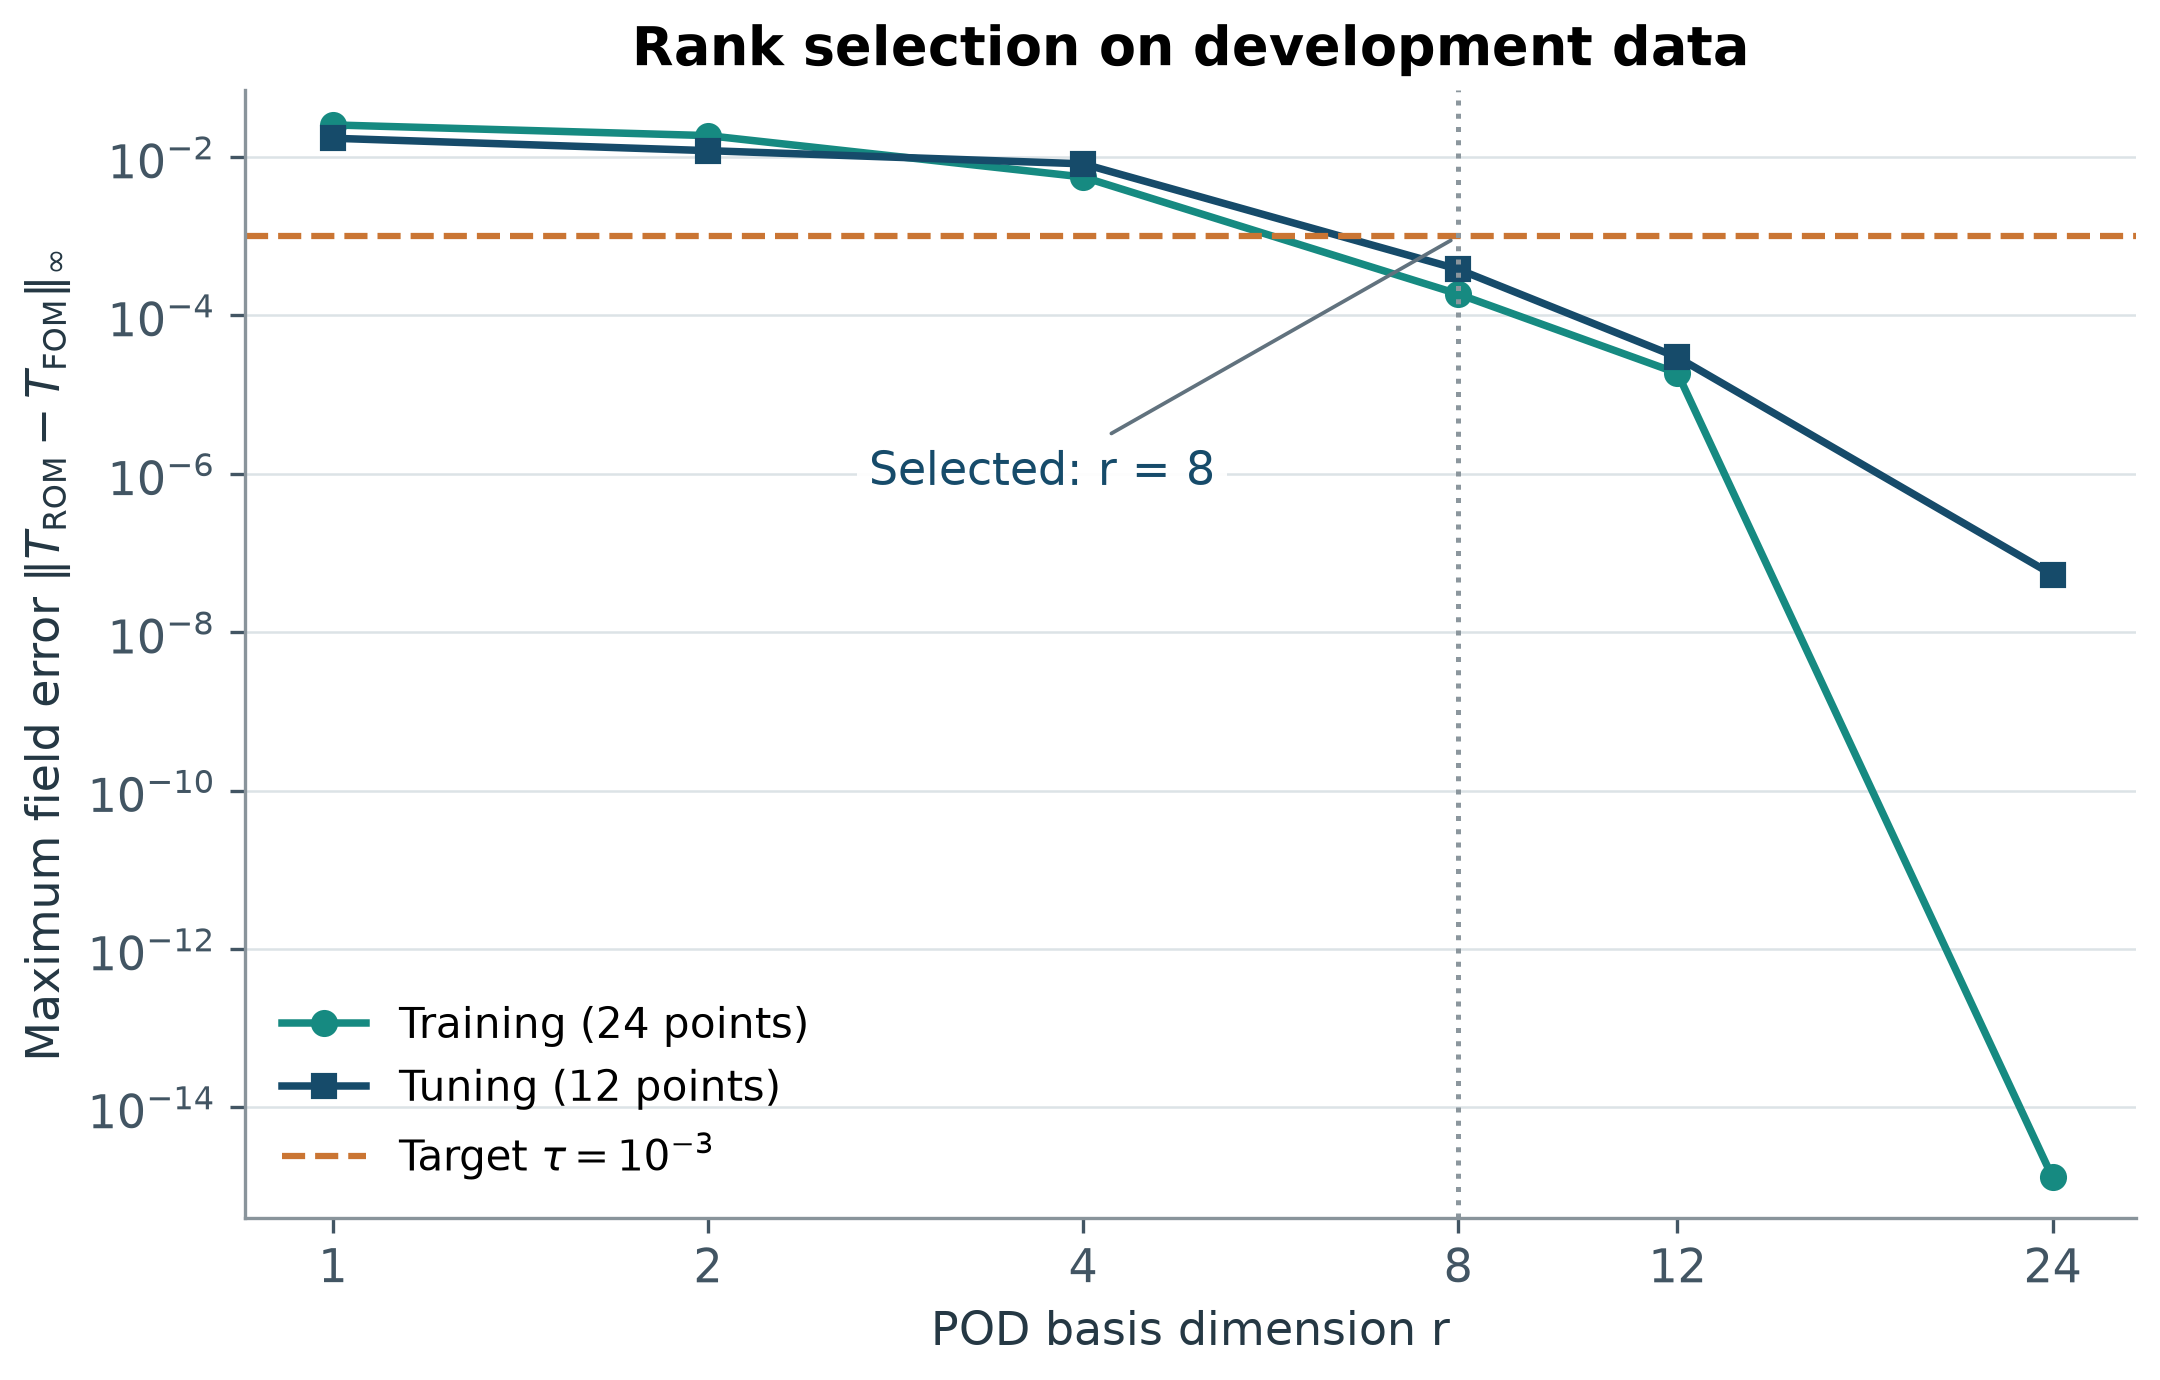 Rank selection on development data
Maximum field error ‖T_ROM − T_FOM‖_∞
10⁻²
10⁻⁴
10⁻⁶
10⁻⁸
10⁻¹⁰
10⁻¹²
10⁻¹⁴
Selected: r = 8
Training (24 points)
Tuning (12 points)
Target τ = 10⁻³
1 2 4 8 12 24
POD basis dimension r